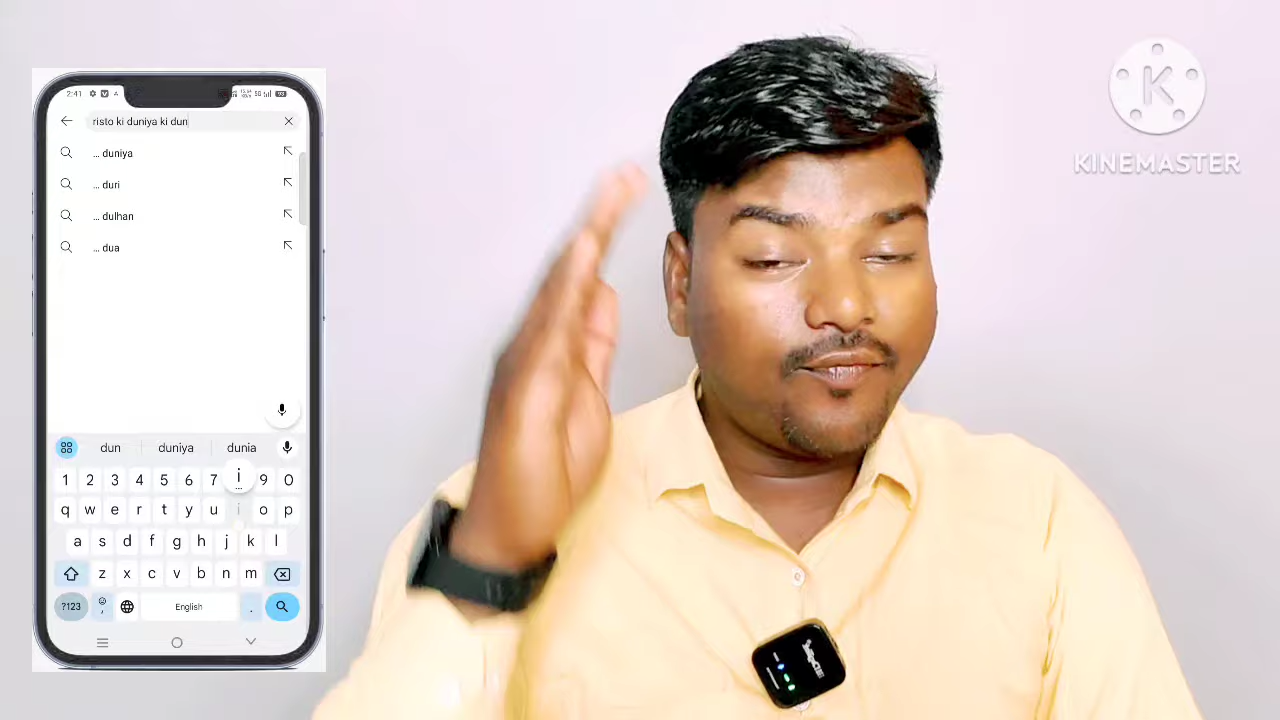 2:41
risto ki duniya ki dun
... duniya
... duri
... dulhan
... dua
dun duniya dunia
1 2 3 4 5 6 7 i 9 0
q w e r t y u i o p
a s d f g h j k l
z x c v b n m
?123 , English .
K
KINEMASTER